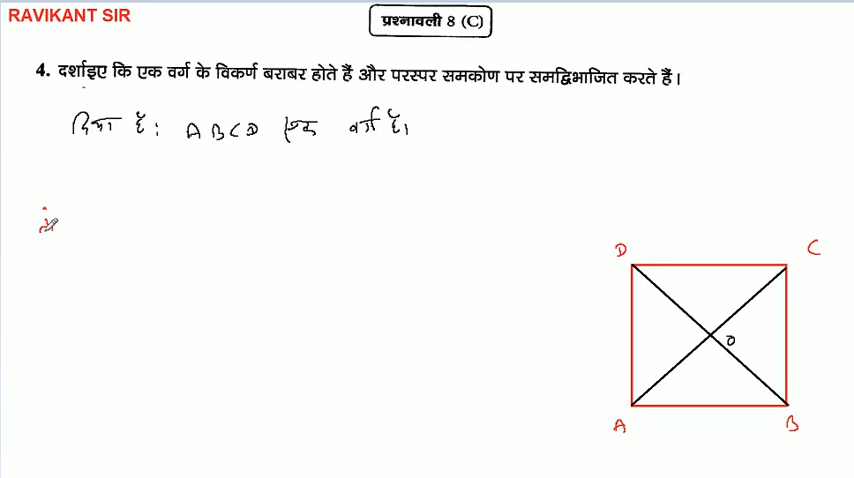 RAVIKANT SIR
प्रश्नावली 8 (C)
4. दर्शाइए कि एक वर्ग के विकर्ण बराबर होते हैं और परस्पर समकोण पर समद्विभाजित करते हैं।
दिया है: ABCD एक वर्ग है।
D
C
O
A
B